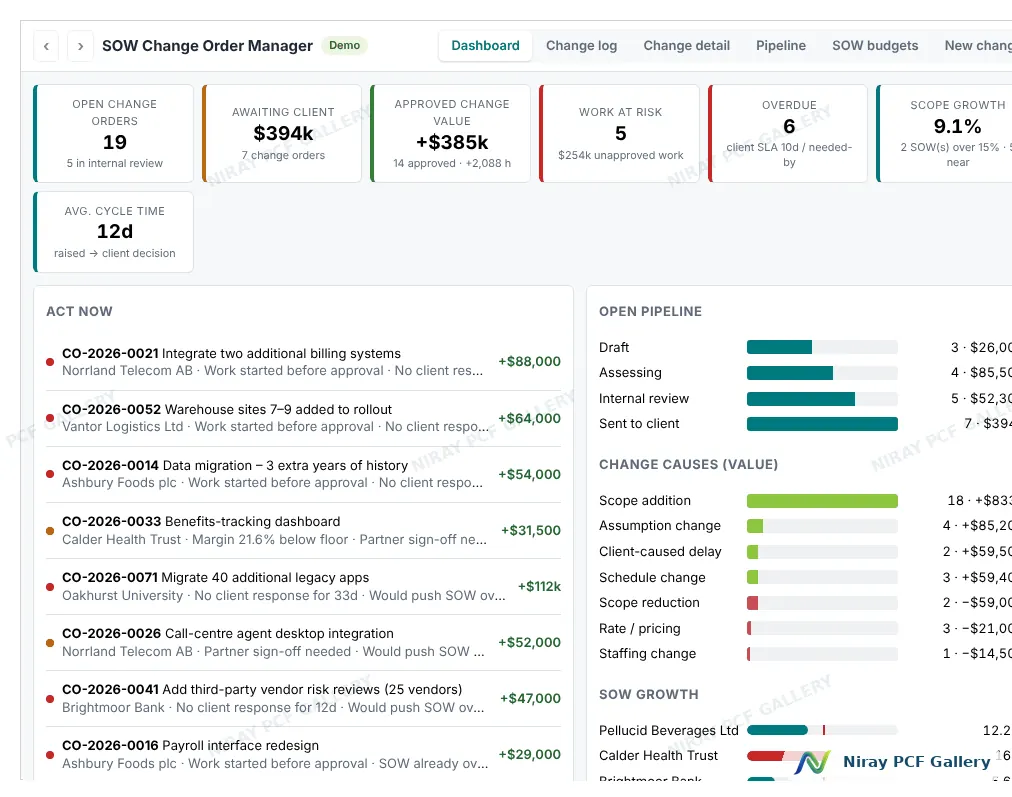 ‹ › SOW Change Order Manager Demo Dashboard Change log Change detail Pipeline SOW budgets New chang
OPEN CHANGE ORDERS
19
5 in internal review
AWAITING CLIENT
$394k
7 change orders
APPROVED CHANGE VALUE
+$385k
14 approved · +2,088 h
WORK AT RISK
5
$254k unapproved work
OVERDUE
6
client SLA 10d / needed-by
SCOPE GROWTH
9.1%
2 SOW(s) over 15% ·
near
AVG. CYCLE TIME
12d
raised → client decision
ACT NOW
CO-2026-0021 Integrate two additional billing systems
Norrland Telecom AB · Work started before approval · No client res...
+$88,000
CO-2026-0052 Warehouse sites 7–9 added to rollout
Vantor Logistics Ltd · Work started before approval · No client respo...
+$64,000
CO-2026-0014 Data migration – 3 extra years of history
Ashbury Foods plc · Work started before approval · No client respo...
+$54,000
CO-2026-0033 Benefits-tracking dashboard
Calder Health Trust · Margin 21.6% below floor · Partner sign-off ne...
+$31,500
CO-2026-0071 Migrate 40 additional legacy apps
Oakhurst University · No client response for 33d · Would push SOW ov...
+$112k
CO-2026-0026 Call-centre agent desktop integration
Norrland Telecom AB · Partner sign-off needed · Would push SOW ...
+$52,000
CO-2026-0041 Add third-party vendor risk reviews (25 vendors)
Brightmoor Bank · No client response for 12d · Would push SOW ov...
+$47,000
CO-2026-0016 Payroll interface redesign
Ashbury Foods plc · Work started before approval · SOW already ov...
+$29,000
OPEN PIPELINE
Draft 3 · $26,00
Assessing 4 · $85,50
Internal review 5 · $52,30
Sent to client 7 · $394
CHANGE CAUSES (VALUE)
Scope addition 18 · +$833
Assumption change 4 · +$85,20
Client-caused delay 2 · +$59,50
Schedule change 3 · +$59,40
Scope reduction 2 · −$59,00
Rate / pricing 3 · −$21,00
Staffing change 1 · −$14,50
SOW GROWTH
Pellucid Beverages Ltd 12.2
Calder Health Trust 16
Brightmoor Bank
Niray PCF Gallery
NIRAY PCF GALLERY